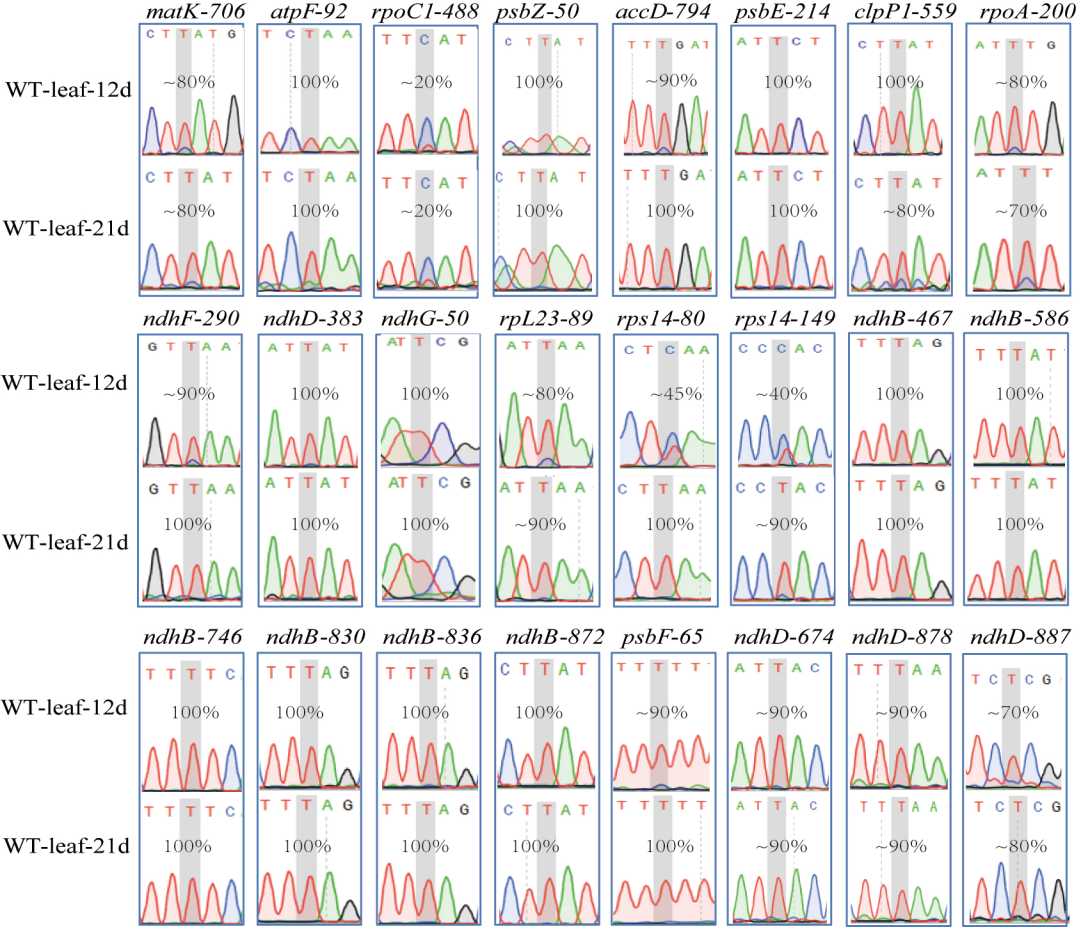 matK-706 atpF-92 rpoC1-488 psbZ-50 accD-794 psbE-214 clpP1-559 rpoA-200
C T T A T G T C T A A T T C A T C T T A T T T T G A T A T T C T C T T A T A T T T G
WT-leaf-12d ~80% 100% ~20% 100% ~90% 100% 100% ~80%
C T T A T T C T A A T T C A T C T T A T T T T G A A T T C T C T T A T A T T T
WT-leaf-21d ~80% 100% ~20% 100% 100% 100% ~80% ~70%
ndhF-290 ndhD-383 ndhG-50 rpL23-89 rps14-80 rps14-149 ndhB-467 ndhB-586
G T T A A A T T A T A T T C G A T T A A C T C A A C C C A C T T T A G T T T A T
WT-leaf-12d ~90% 100% 100% ~80% ~45% ~40% 100% 100%
G T T A A A T T A T A T T C G A T T A A C T T A A C C T A C T T T A G T T T A T
WT-leaf-21d 100% 100% 100% ~90% 100% ~90% 100% 100%
ndhB-746 ndhB-830 ndhB-836 ndhB-872 psbF-65 ndhD-674 ndhD-878 ndhD-887
T T T T C T T T A G T T T A G C T T A T T T T T T A T T A C T T T A A T C T C G
WT-leaf-12d 100% 100% 100% 100% ~90% ~90% ~90% ~70%
T T T T C T T T A G T T T A G C T T A T T T T T T A T T A C T T T A A T C T C G
WT-leaf-21d 100% 100% 100% 100% 100% ~90% ~90% ~80%